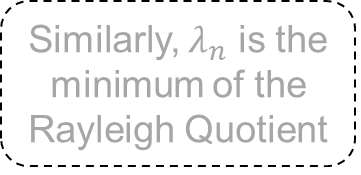 Similarly, λₙ is the
minimum of the
Rayleigh Quotient